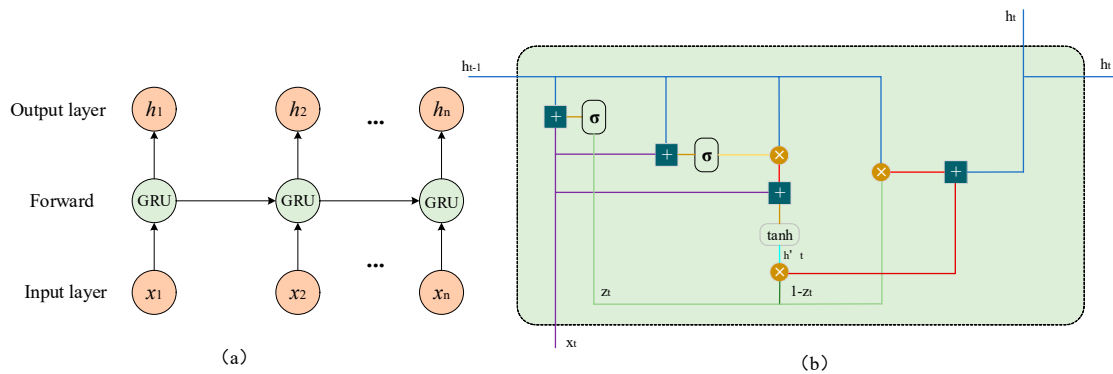 Output layer h1 h2 ... hn
Forward GRU GRU GRU
Input layer x1 x2 ... xn
(a)
ht
ht-1 ht
+ σ
+ σ ×
× +
+
tanh
h' t
×
zt 1-zt
xt
(b)